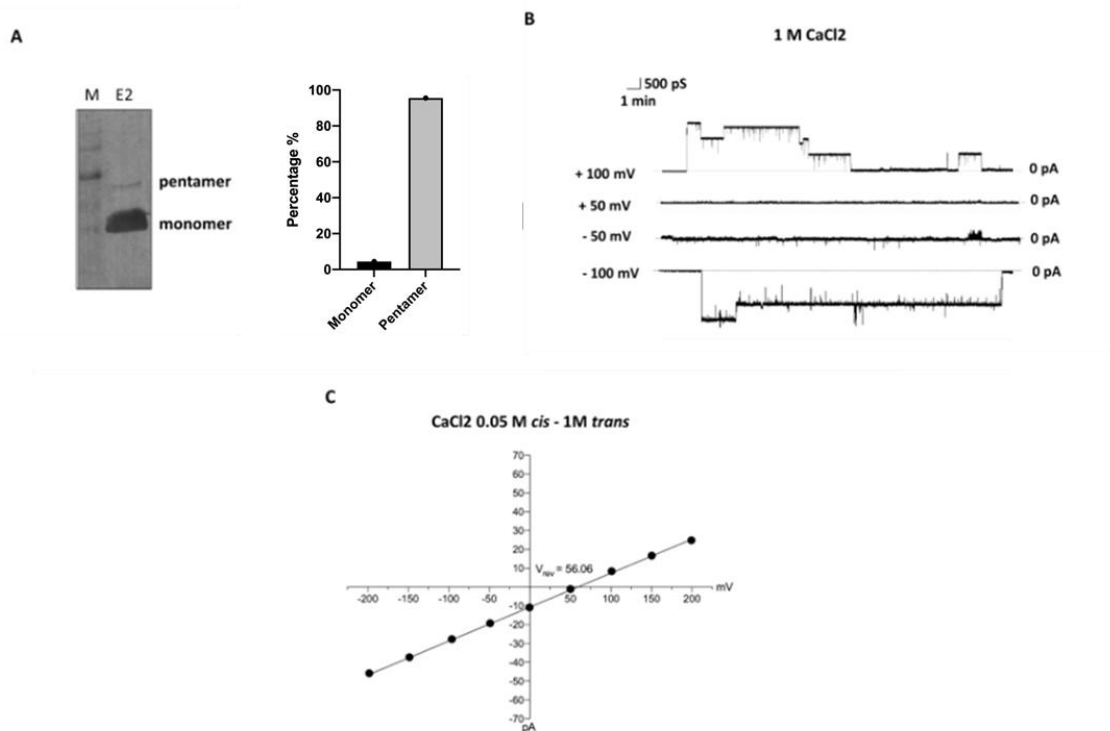 A
M E2
pentamer
monomer
Percentage %
100
80
60
40
20
0
Monomer
Pentamer
B
1 M CaCl2
500 pS
1 min
+ 100 mV
0 pA
+ 50 mV
0 pA
- 50 mV
0 pA
- 100 mV
0 pA
C
CaCl2 0.05 M cis - 1M trans
70
60
50
40
30
20
10
Vrev = 56.06
mV
-200 -150 -100 -50 50 100 150 200
-10
-20
-30
-40
-50
-60
-70
pA